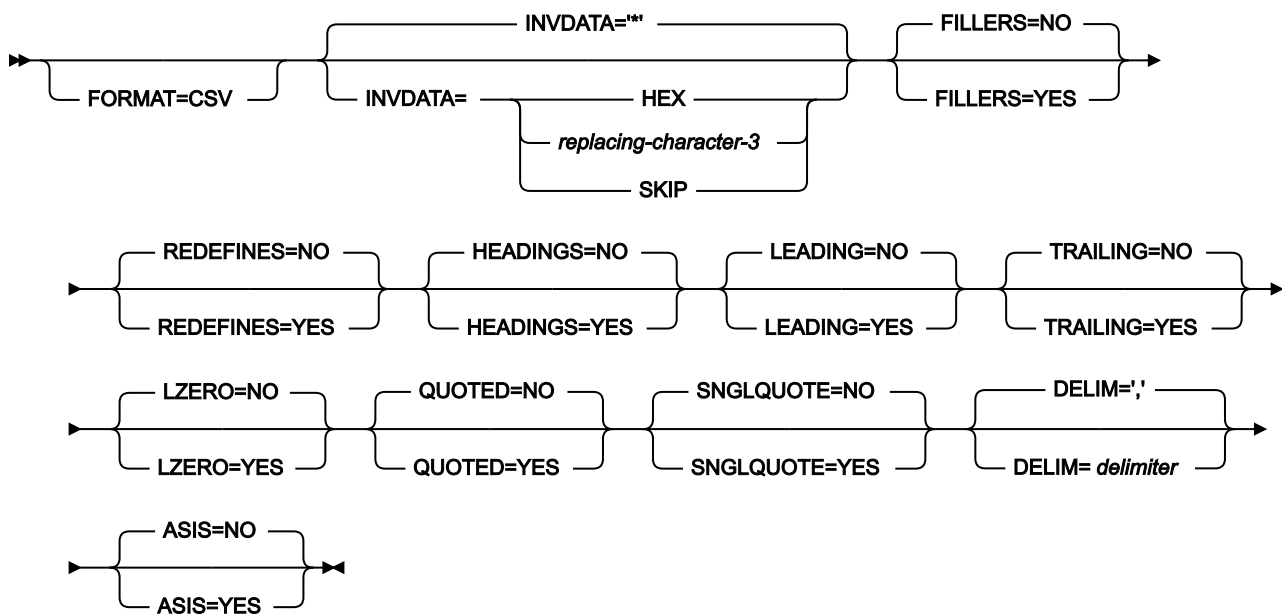 INVDATA='*' FILLERS=NO
FORMAT=CSV INVDATA= HEX FILLERS=YES
replacing-character-3
SKIP
REDEFINES=NO HEADINGS=NO LEADING=NO TRAILING=NO
REDEFINES=YES HEADINGS=YES LEADING=YES TRAILING=YES
LZERO=NO QUOTED=NO SNGLQUOTE=NO DELIM=','
LZERO=YES QUOTED=YES SNGLQUOTE=YES DELIM= delimiter
ASIS=NO
ASIS=YES